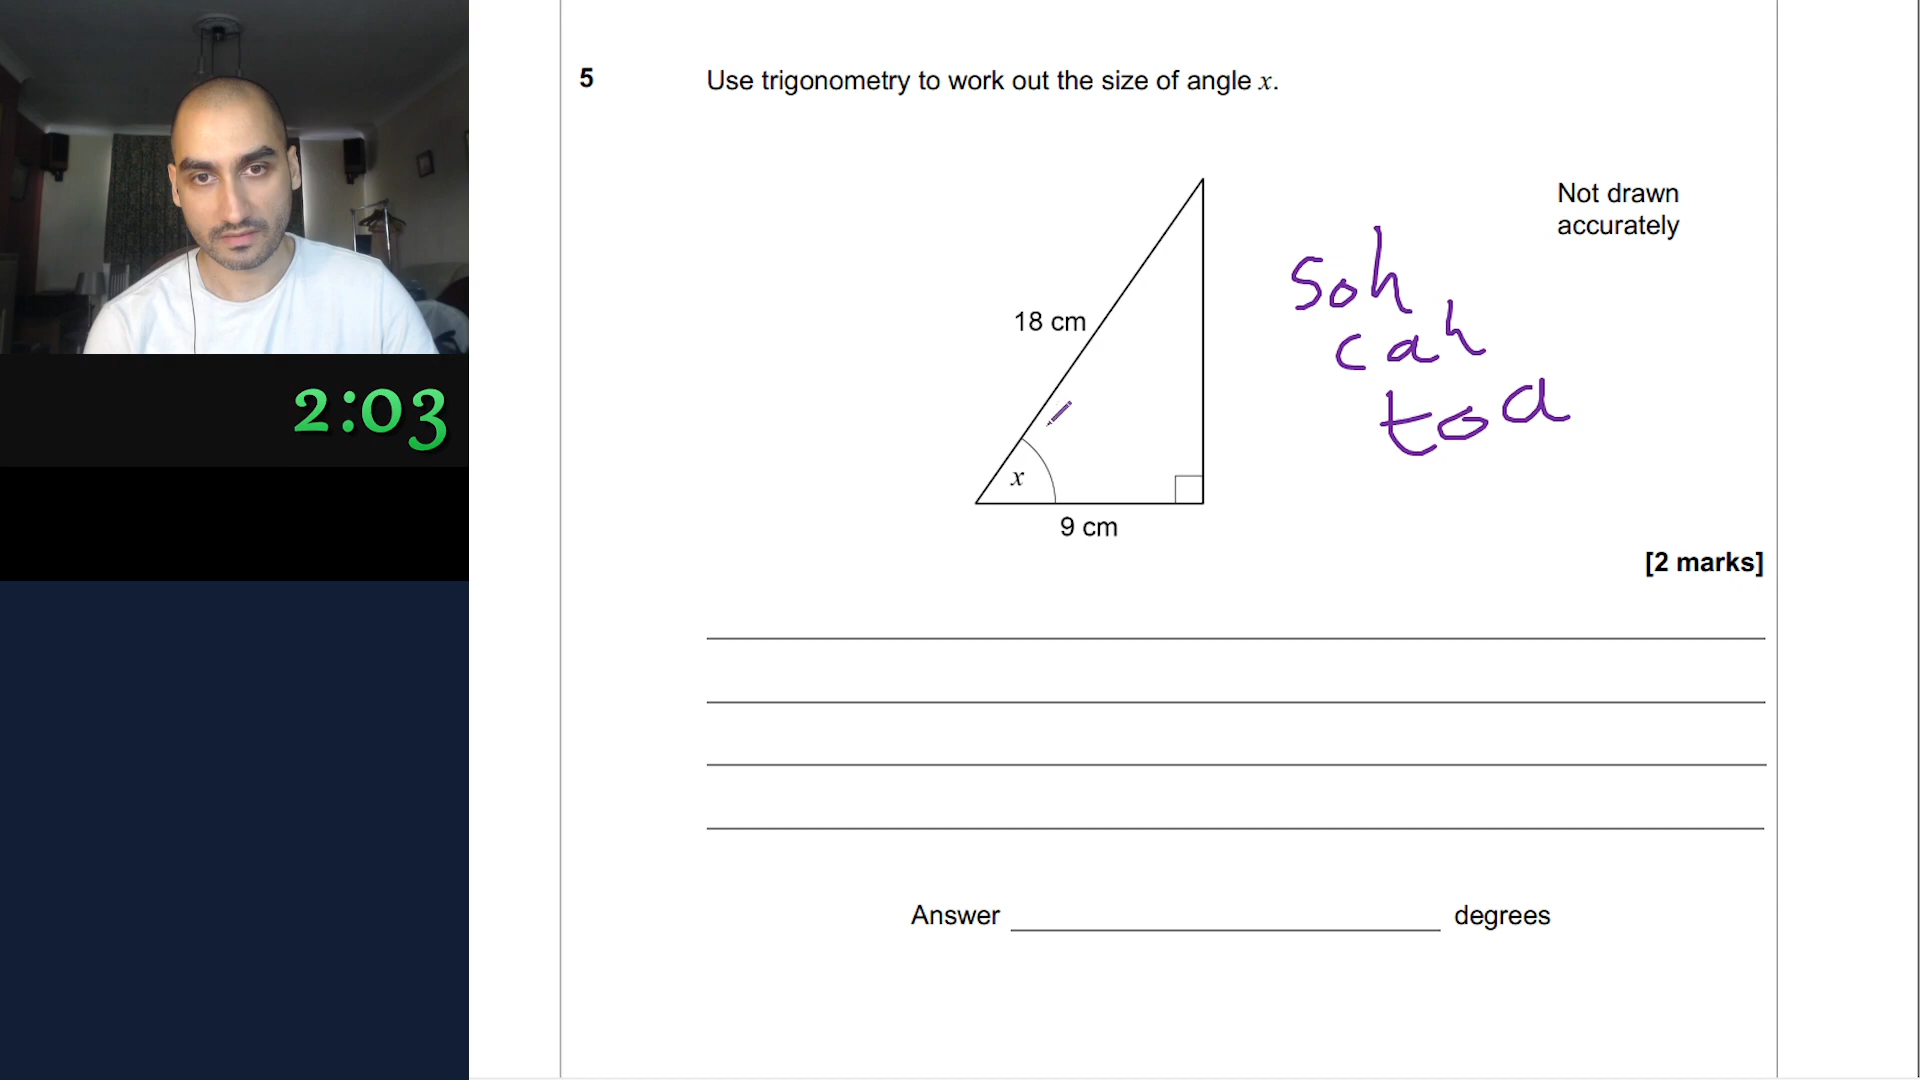 2:03
5 Use trigonometry to work out the size of angle x.
Not drawn
accurately
soh
cah
toa
18 cm
x
9 cm
[2 marks]
Answer degrees